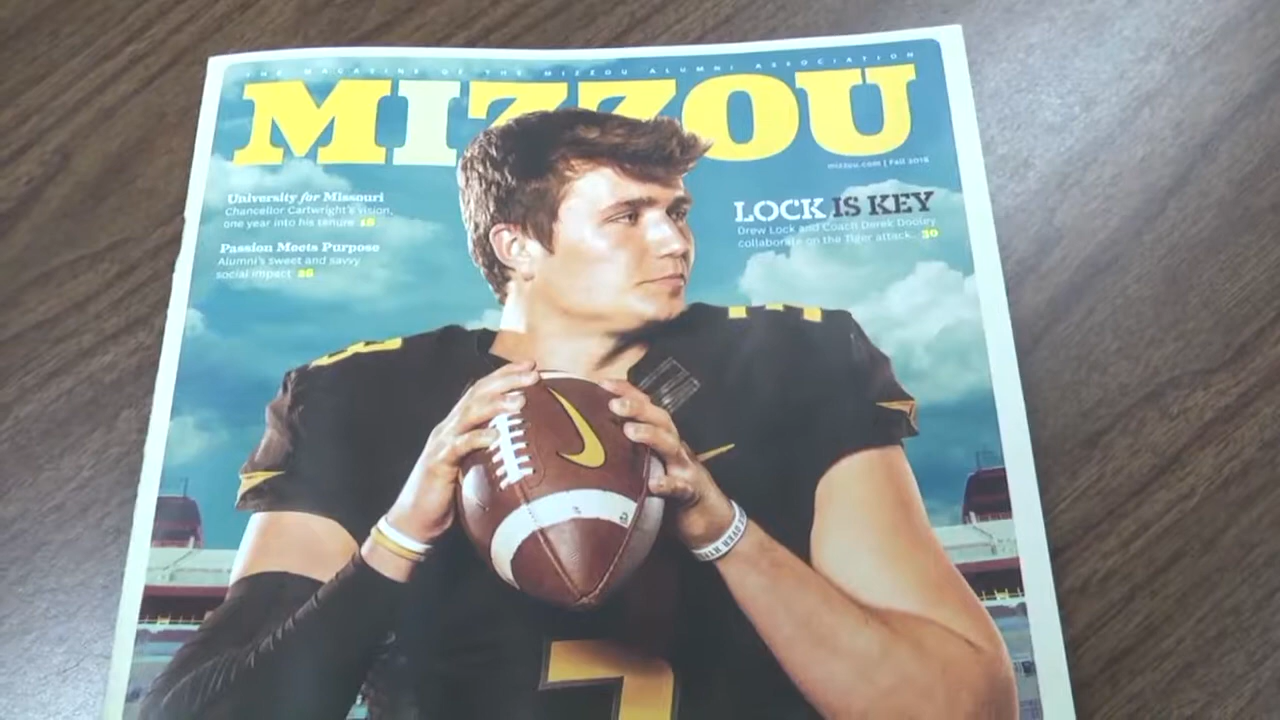 THE MAGAZINE OF THE MIZZOU ALUMNI ASSOCIATION
MIZZOU
mizzou.com | Fall 2018
University for Missouri
Chancellor Cartwright's vision,
one year into his tenure 18
Passion Meets Purpose
Alumni's sweet and savvy
social impact 26
LOCK IS KEY
Drew Lock and Coach Derek Dooley
collaborate on the Tiger attack. 30
3
3